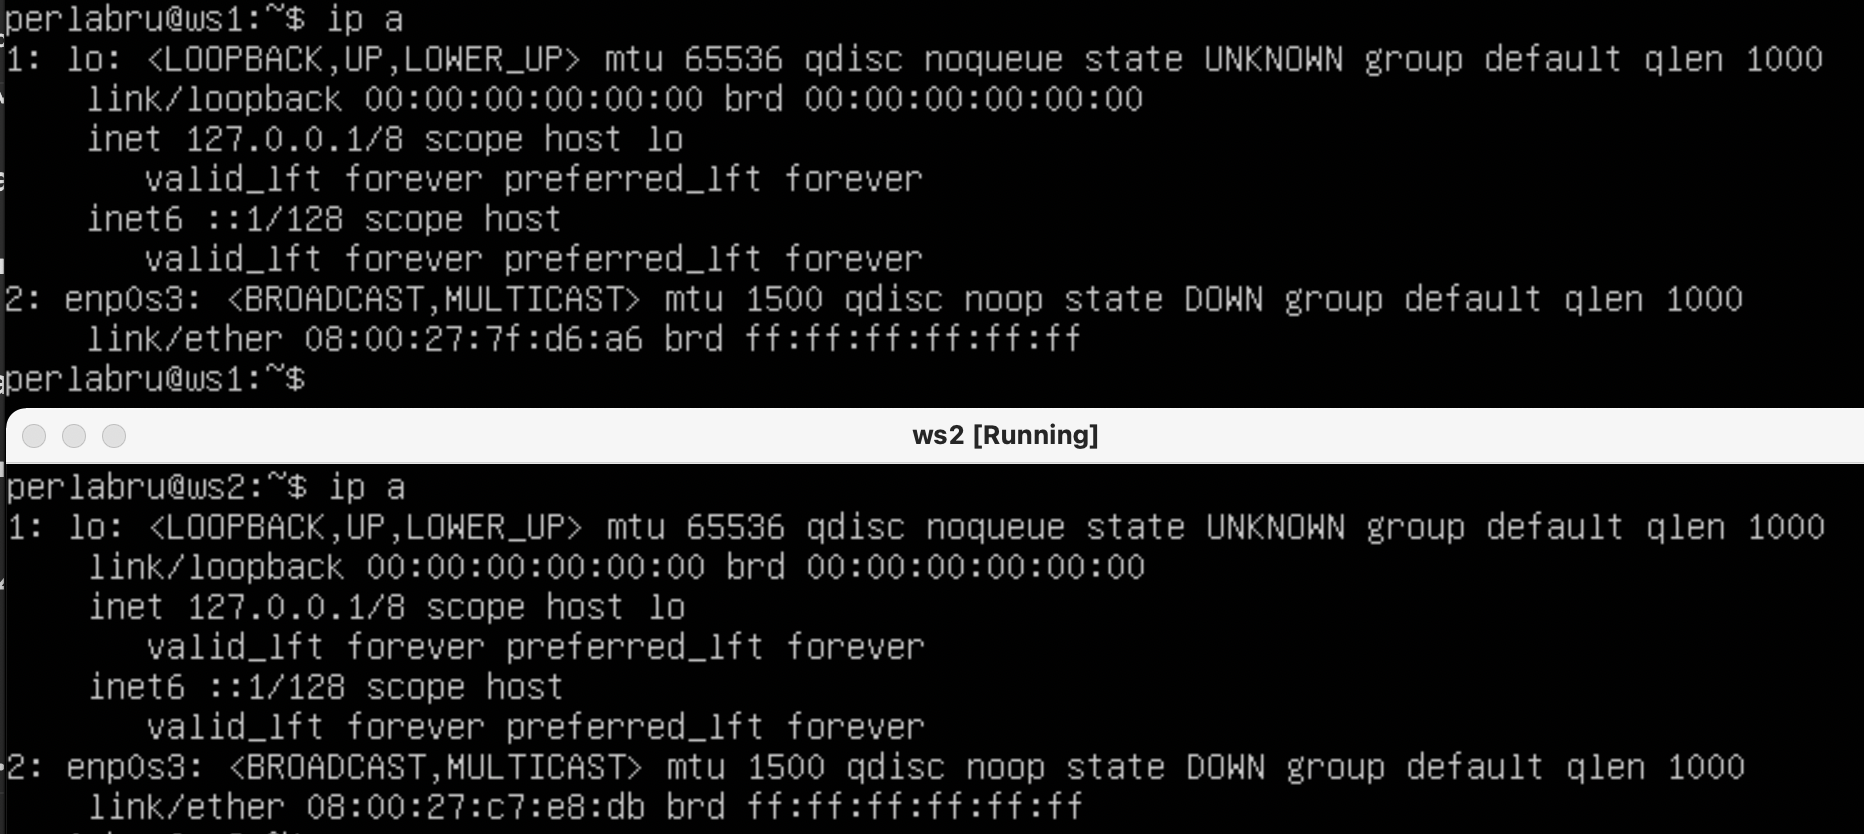 perlabru@ws1:~$ ip a
1: lo: <LOOPBACK,UP,LOWER_UP> mtu 65536 qdisc noqueue state UNKNOWN group default qlen 1000
    link/loopback 00:00:00:00:00:00 brd 00:00:00:00:00:00
    inet 127.0.0.1/8 scope host lo
       valid_lft forever preferred_lft forever
    inet6 ::1/128 scope host
       valid_lft forever preferred_lft forever
2: enp0s3: <BROADCAST,MULTICAST> mtu 1500 qdisc noop state DOWN group default qlen 1000
    link/ether 08:00:27:7f:d6:a6 brd ff:ff:ff:ff:ff:ff
perlabru@ws1:~$
ws2 [Running]
perlabru@ws2:~$ ip a
1: lo: <LOOPBACK,UP,LOWER_UP> mtu 65536 qdisc noqueue state UNKNOWN group default qlen 1000
    link/loopback 00:00:00:00:00:00 brd 00:00:00:00:00:00
    inet 127.0.0.1/8 scope host lo
       valid_lft forever preferred_lft forever
    inet6 ::1/128 scope host
       valid_lft forever preferred_lft forever
2: enp0s3: <BROADCAST,MULTICAST> mtu 1500 qdisc noop state DOWN group default qlen 1000
    link/ether 08:00:27:c7:e8:db brd ff:ff:ff:ff:ff:ff